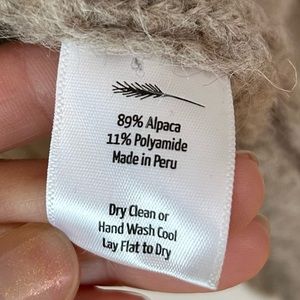 89% Alpaca
11% Polyamide
Made in Peru
Dry Clean or
Hand Wash Cool
Lay Flat to Dry